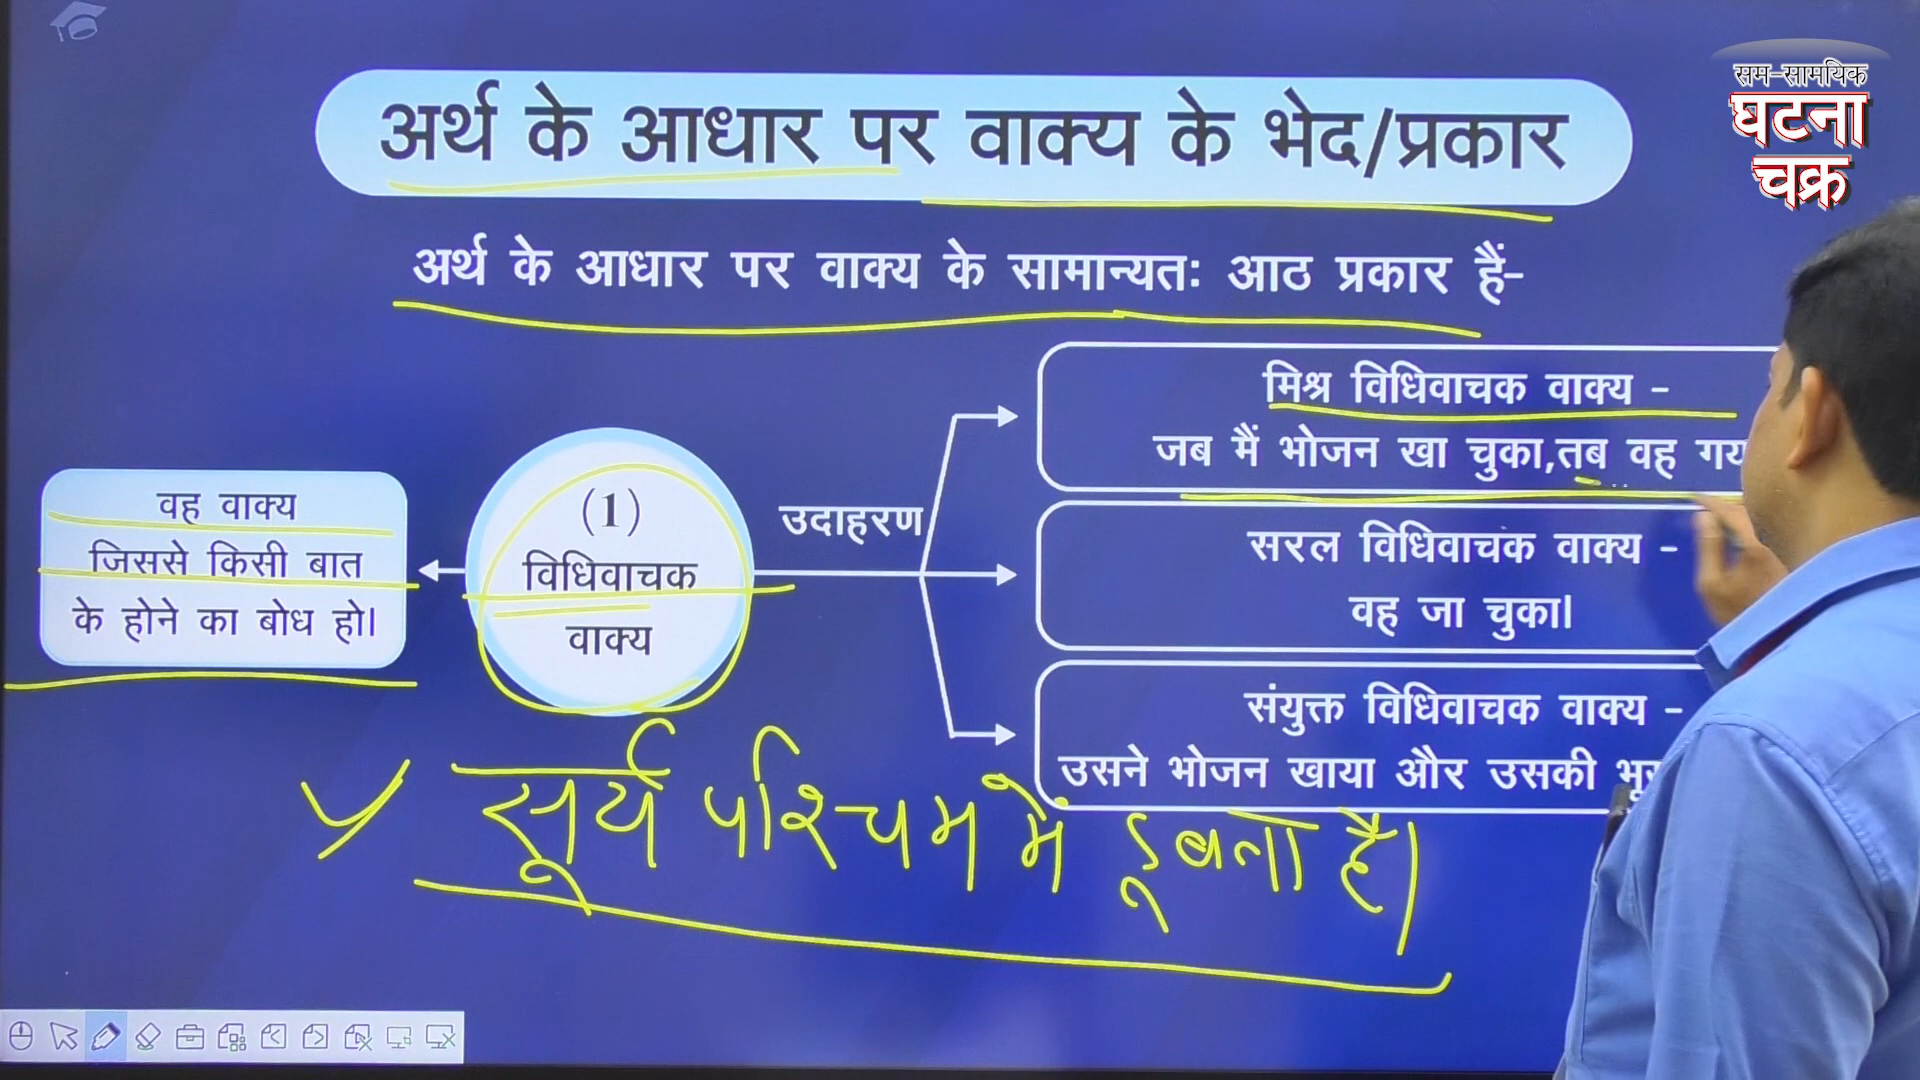 सम-सामयिक
घटना
चक्र
अर्थ के आधार पर वाक्य के भेद/प्रकार
अर्थ के आधार पर वाक्य के सामान्यतः आठ प्रकार हैं-
वह वाक्य
जिससे किसी बात
के होने का बोध हो।
(1)
विधिवाचक
वाक्य
उदाहरण
मिश्र विधिवाचक वाक्य -
जब मैं भोजन खा चुका,तब वह
सरल विधिवाचक वाक्य -
वह जा चुका।
संयुक्त विधिवाचक वाक्य -
उसने भोजन खाया और उसकी
सूर्य पश्चिम में डूबता है।